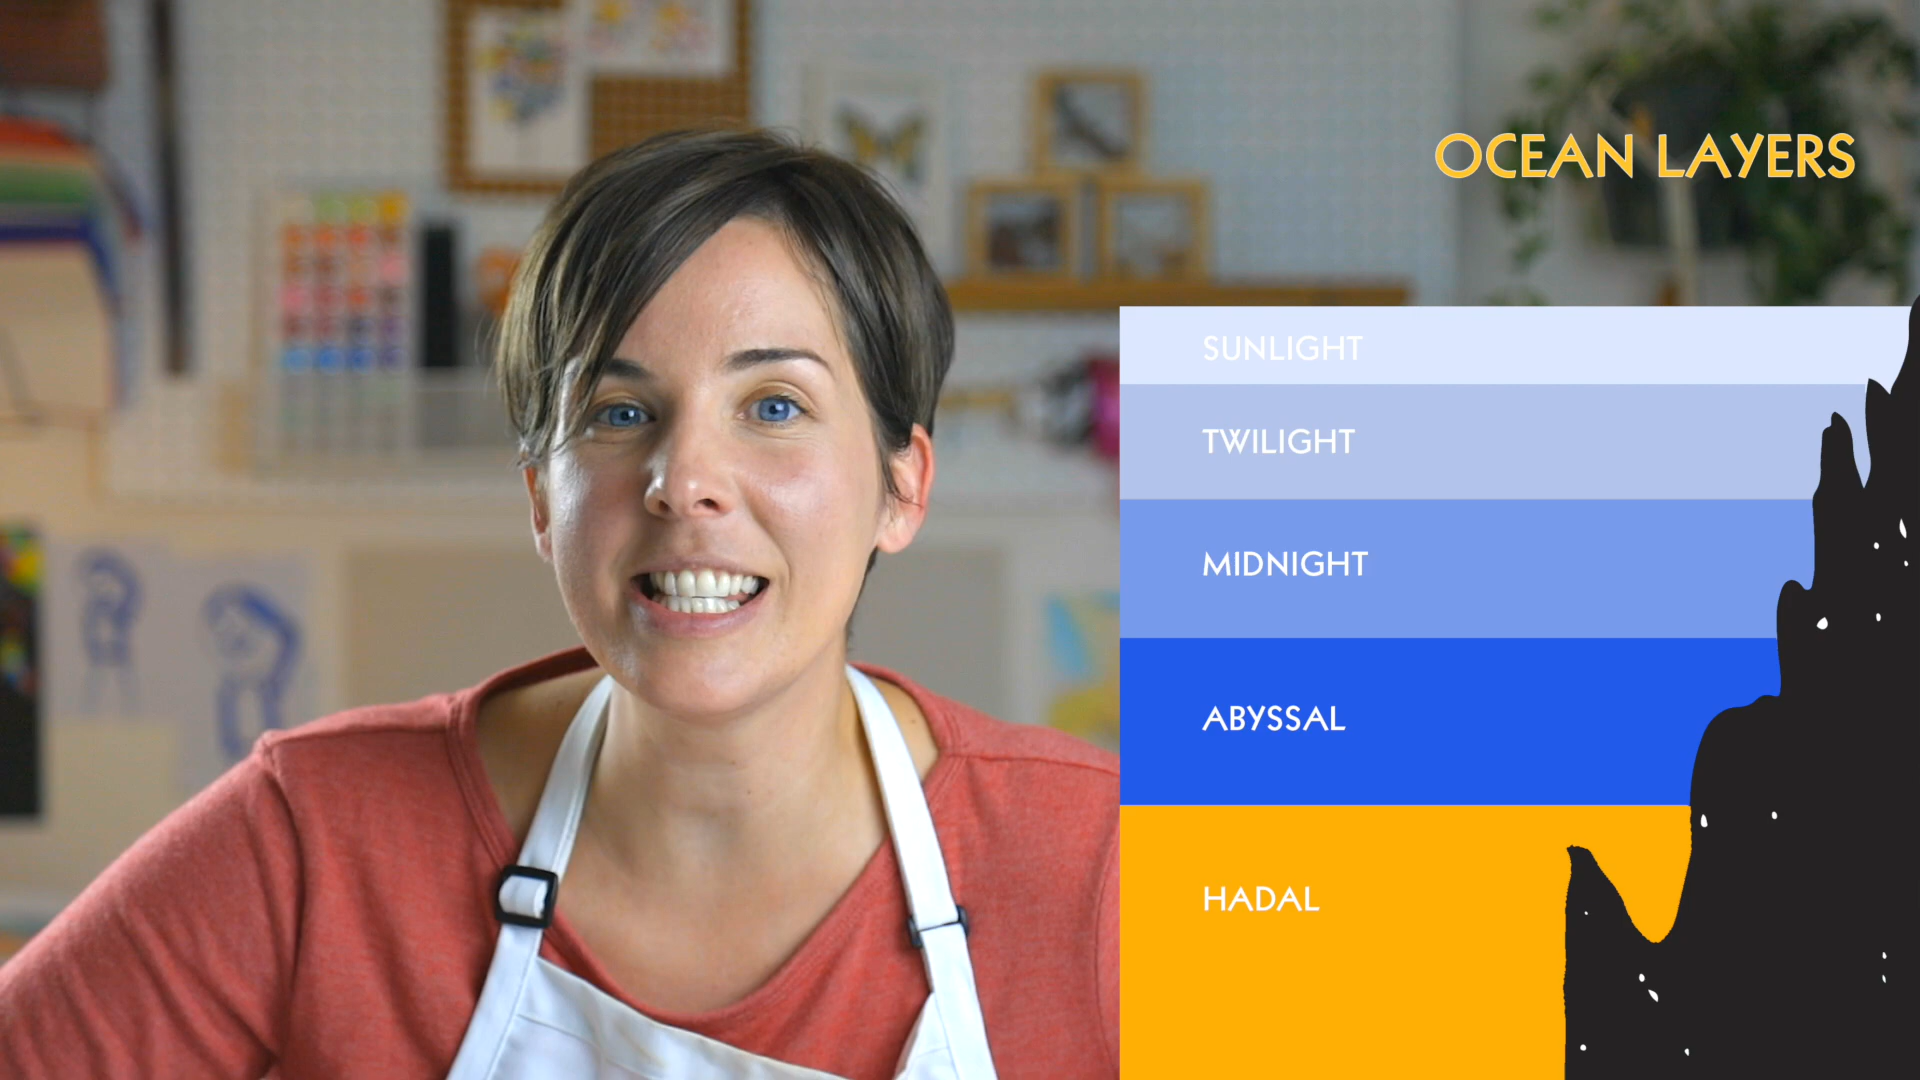 OCEAN LAYERS
SUNLIGHT
TWILIGHT
MIDNIGHT
ABYSSAL
HADAL